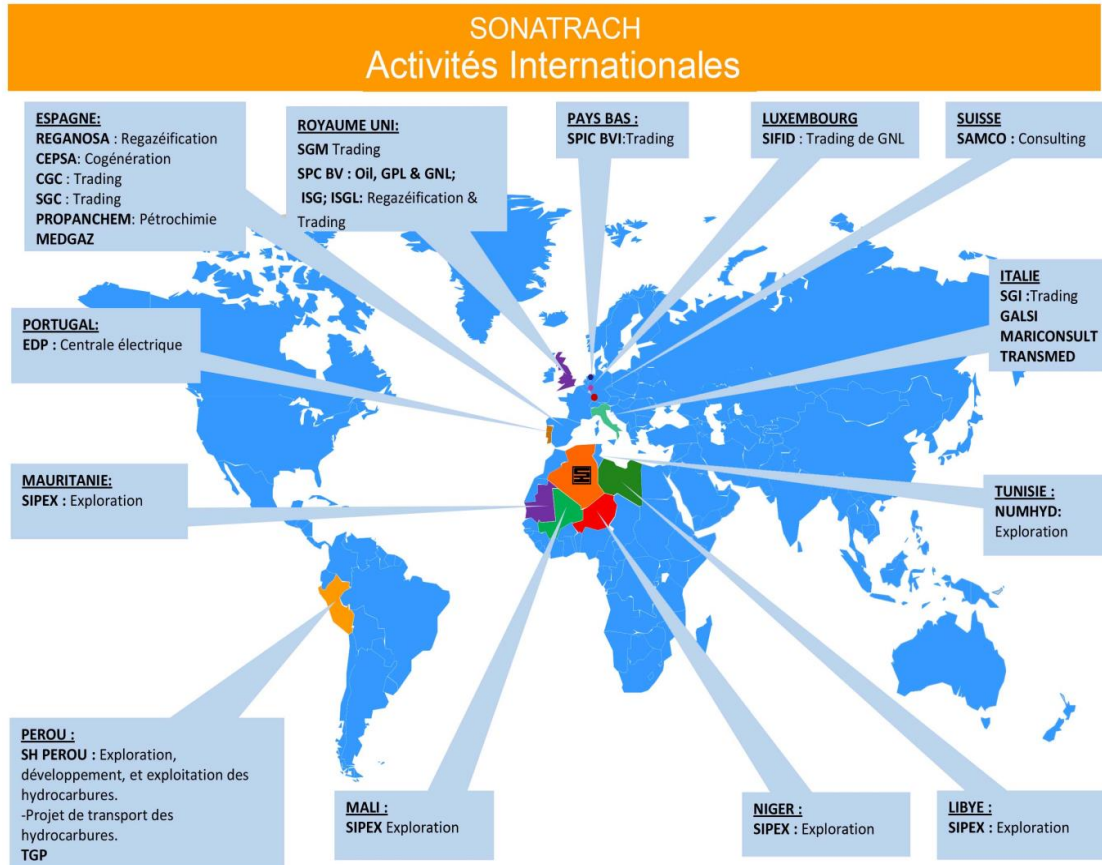 SONATRACH
Activités Internationales
ESPAGNE:
REGANOSA : Regazéification
CEPSA: Cogénération
CGC : Trading
SGC : Trading
PROPANCHEM: Pétrochimie
MEDGAZ
ROYAUME UNI:
SGM Trading
SPC BV : Oil, GPL & GNL;
ISG; ISGL: Regazéification &
Trading
PAYS BAS :
SPIC BVI:Trading
LUXEMBOURG
SIFID : Trading de GNL
SUISSE
SAMCO : Consulting
ITALIE
SGI :Trading
GALSI
MARICONSULT
TRANSMED
PORTUGAL:
EDP : Centrale électrique
MAURITANIE:
SIPEX : Exploration
TUNISIE :
NUMHYD:
Exploration
PEROU :
SH PEROU : Exploration,
développement, et exploitation des
hydrocarbures.
-Projet de transport des
hydrocarbures.
TGP
MALI :
SIPEX Exploration
NIGER :
SIPEX : Exploration
LIBYE :
SIPEX : Exploration